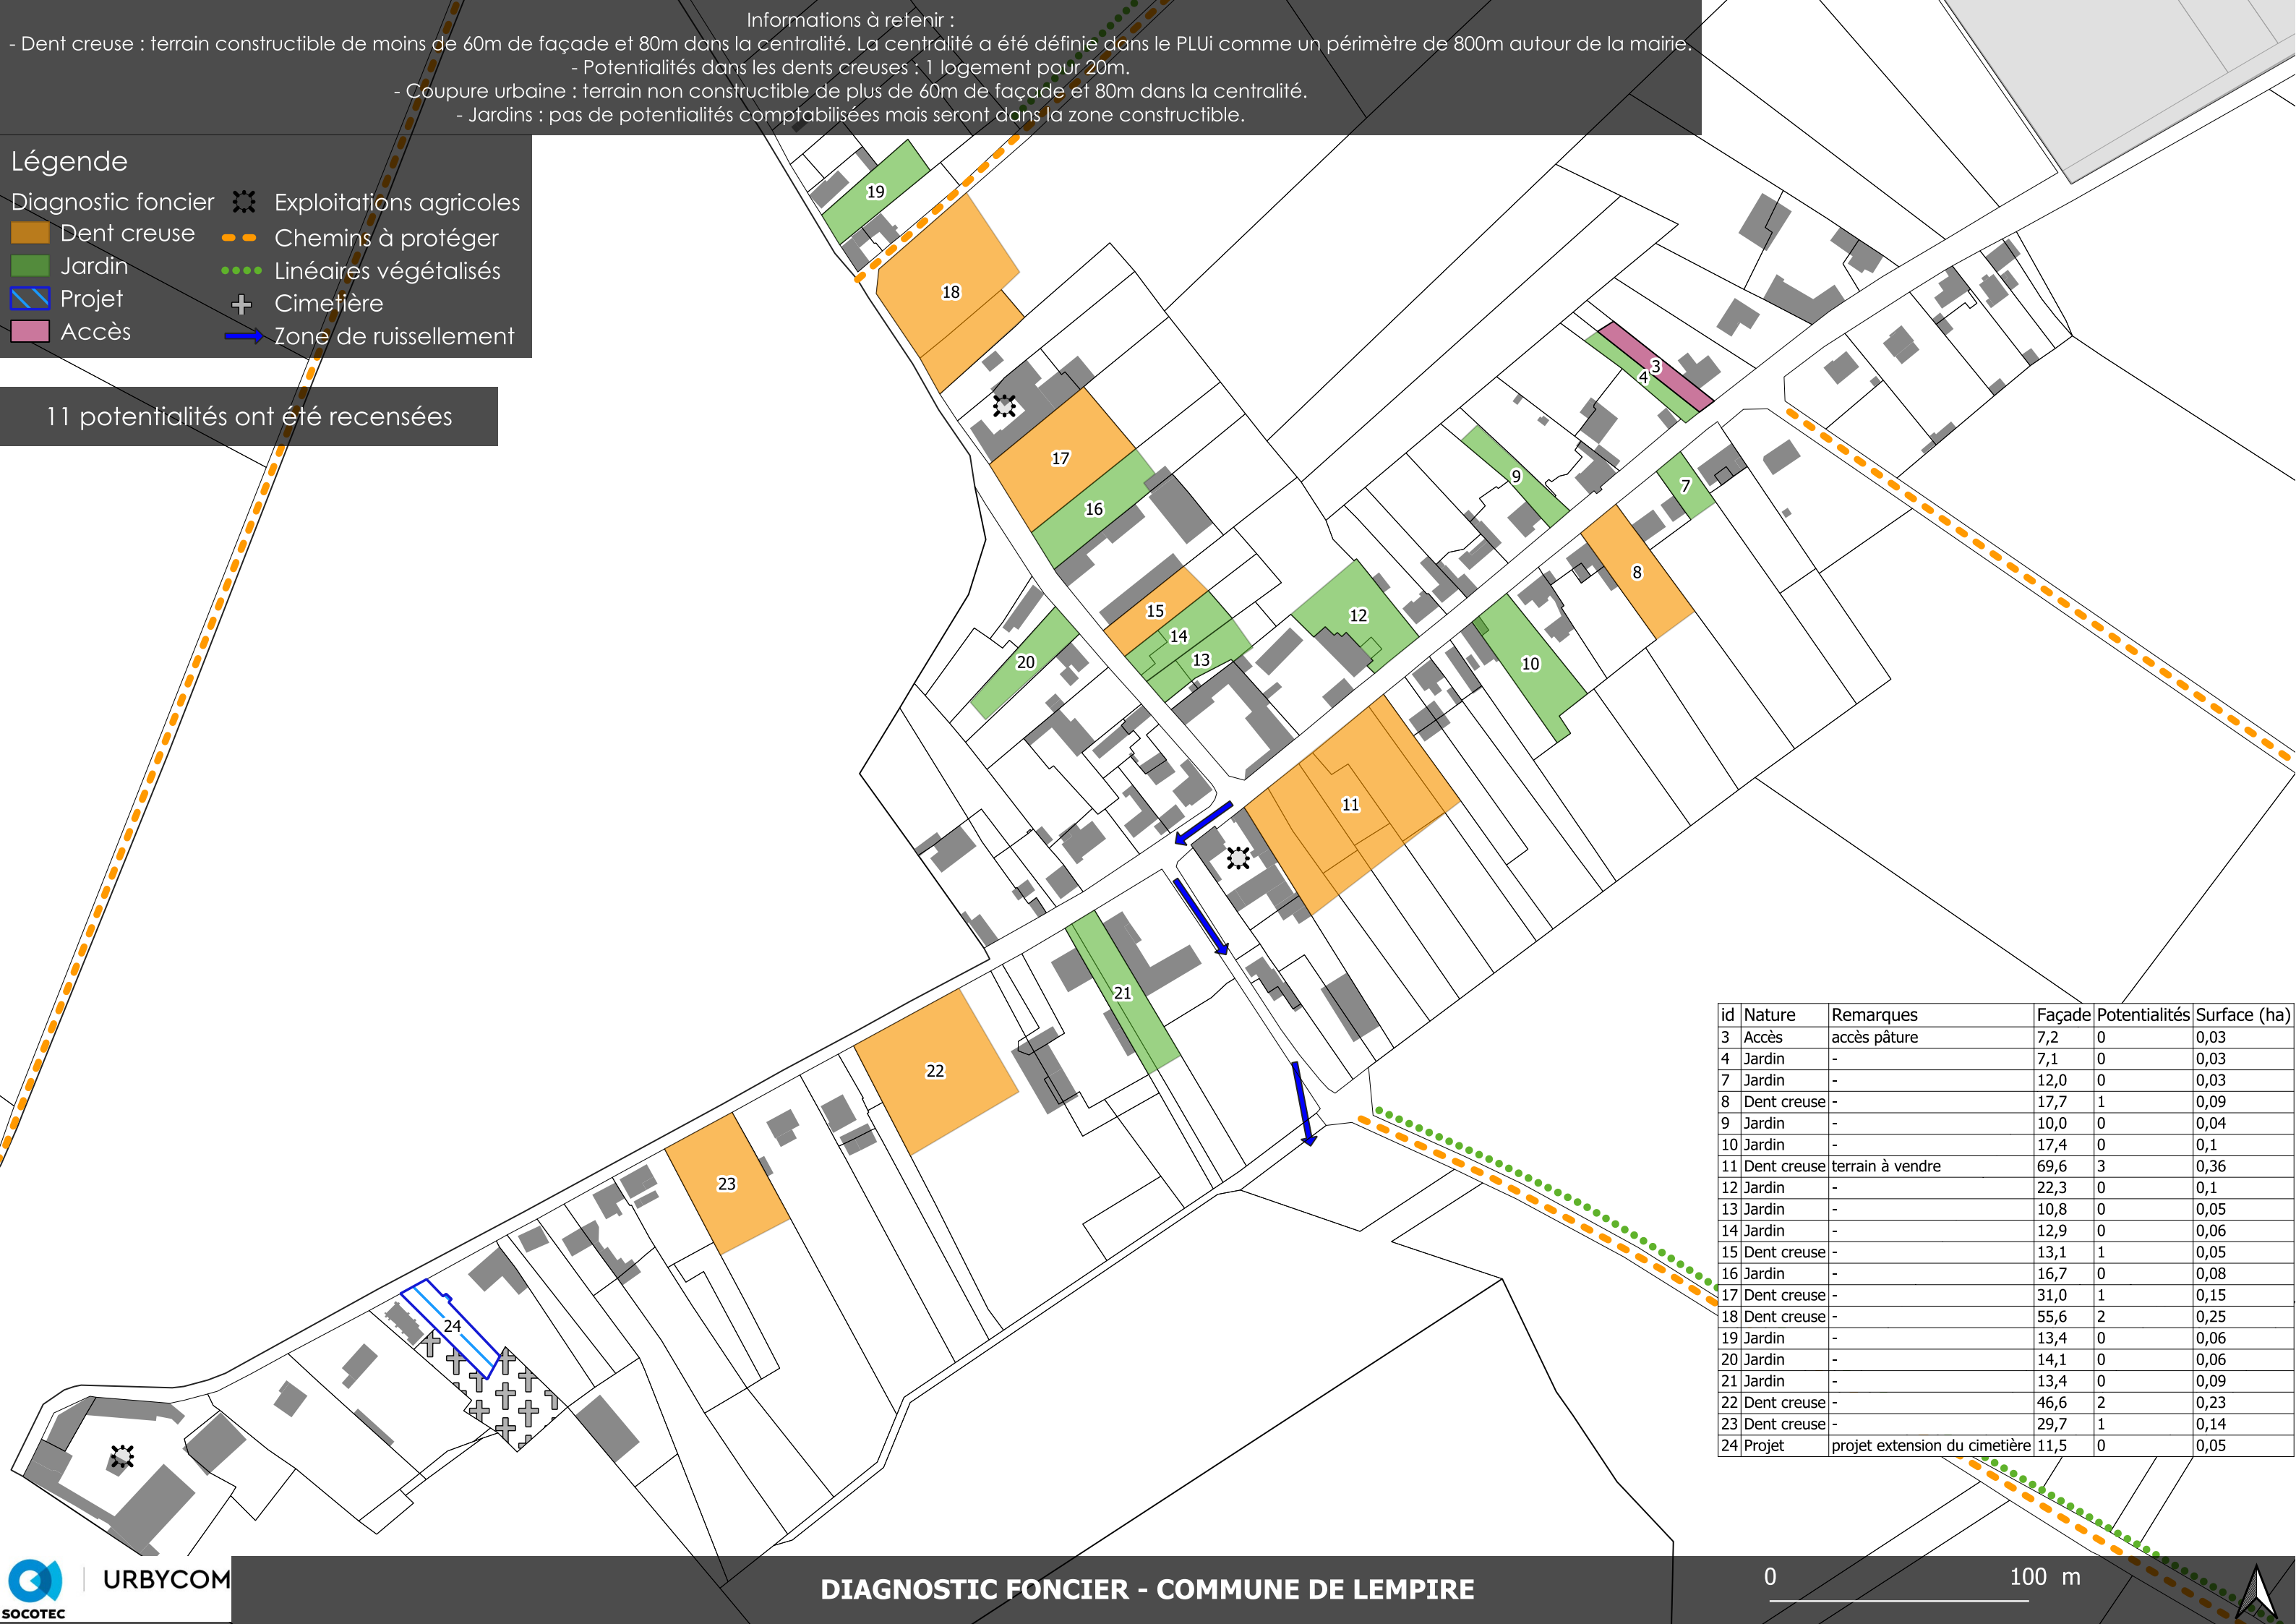 Informations à retenir :
- Dent creuse : terrain constructible de moins de 60m de façade et 80m dans la centralité. La centralité a été définie dans le PLUi comme un périmètre de 800m autour de la mairie.
- Potentialités dans les dents creuses : 1 logement pour 20m.
- Coupure urbaine : terrain non constructible de plus de 60m de façade et 80m dans la centralité.
- Jardins : pas de potentialités comptabilisées mais seront dans la zone constructible.
Légende
Diagnostic foncier
Dent creuse
Jardin
Projet
Accès
Exploitations agricoles
Chemins à protéger
Linéaires végétalisés
Cimetière
Zone de ruissellement
11 potentialités ont été recensées
19
18
3
4
17
9
7
16
8
15
12
14
13
20
10
11
21
22
23
24
id Nature Remarques Façade Potentialités Surface (ha)
3 Accès accès pâture 7,2 0 0,03
4 Jardin - 7,1 0 0,03
7 Jardin - 12,0 0 0,03
8 Dent creuse - 17,7 1 0,09
9 Jardin - 10,0 0 0,04
10 Jardin - 17,4 0 0,1
11 Dent creuse terrain à vendre 69,6 3 0,36
12 Jardin - 22,3 0 0,1
13 Jardin - 10,8 0 0,05
14 Jardin - 12,9 0 0,06
15 Dent creuse - 13,1 1 0,05
16 Jardin - 16,7 0 0,08
17 Dent creuse - 31,0 1 0,15
18 Dent creuse - 55,6 2 0,25
19 Jardin - 13,4 0 0,06
20 Jardin - 14,1 0 0,06
21 Jardin - 13,4 0 0,09
22 Dent creuse - 46,6 2 0,23
23 Dent creuse - 29,7 1 0,14
24 Projet projet extension du cimetière 11,5 0 0,05
SOCOTEC
URBYCOM
DIAGNOSTIC FONCIER - COMMUNE DE LEMPIRE
0 100 m